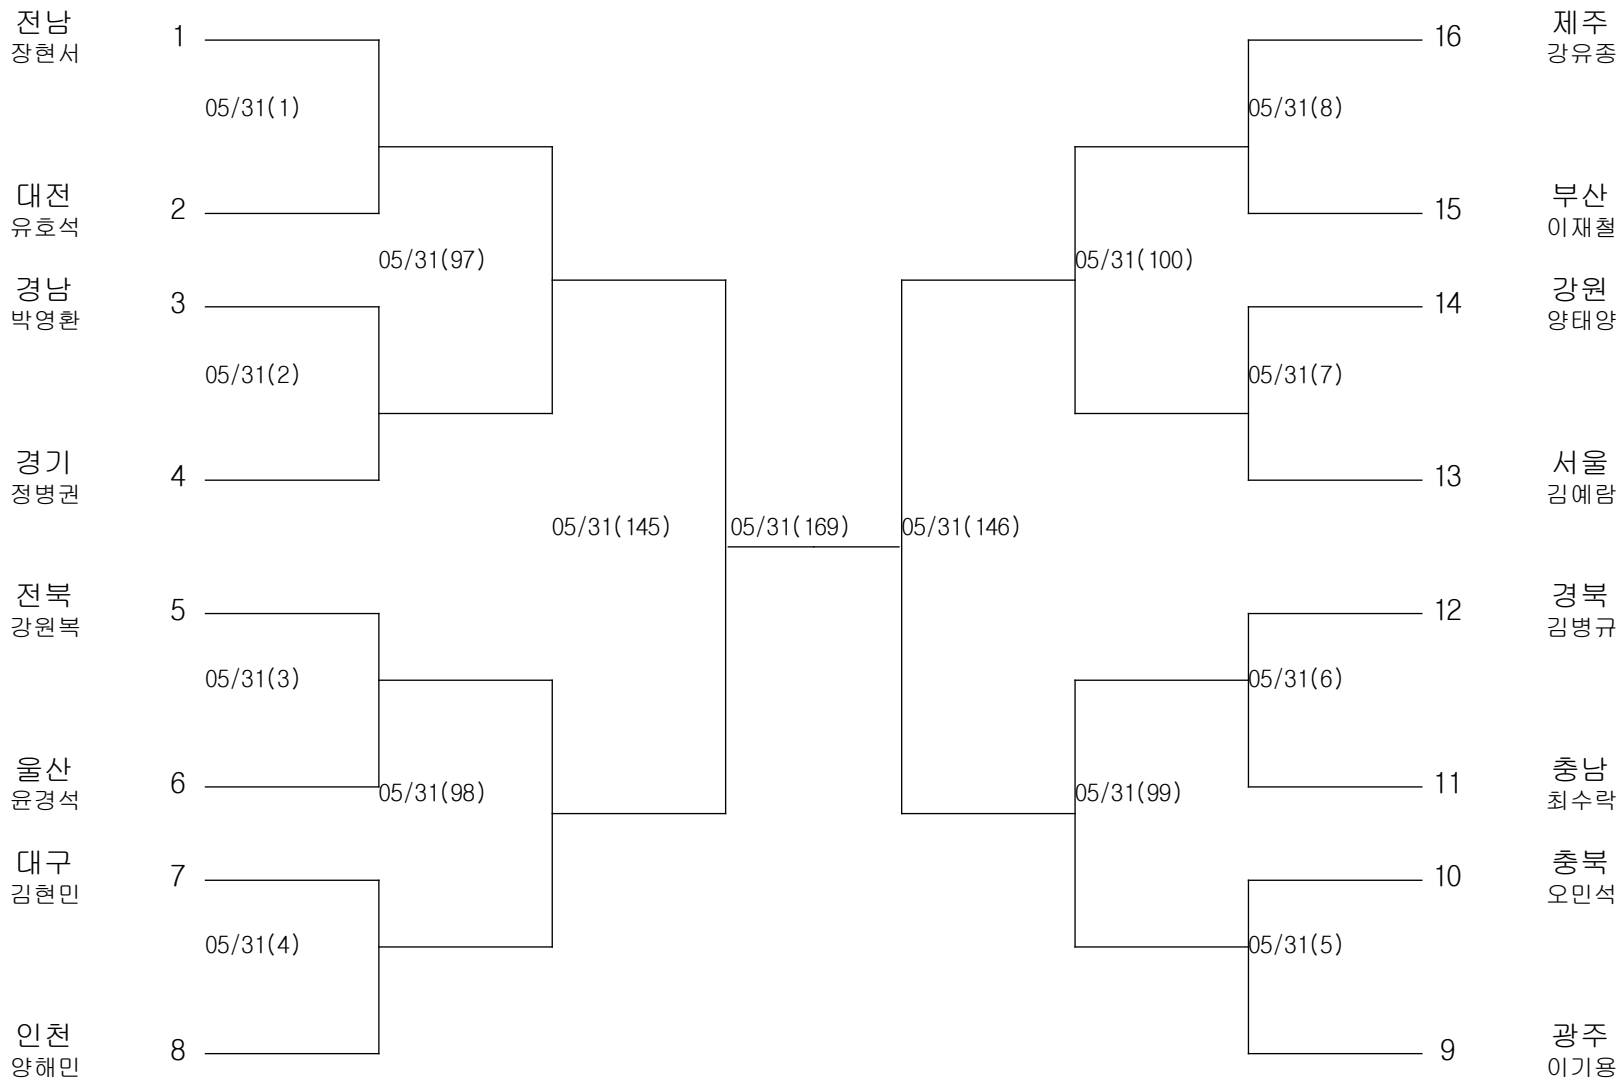 전남
장현서
1
05/31(1)
대전
유호석
2
05/31(97)
경남
박영환
3
05/31(2)
경기
정병권
4
05/31(145)
전북
강원복
5
05/31(3)
울산
윤경석
6
05/31(98)
대구
김현민
7
05/31(4)
인천
양해민
8
05/31(169)
16
제주
강유종
05/31(8)
15
부산
이재철
05/31(100)
14
강원
양태양
05/31(7)
13
서울
김예람
05/31(146)
12
경북
김병규
05/31(6)
11
충남
최수락
05/31(99)
10
충북
오민석
05/31(5)
9
광주
이기용